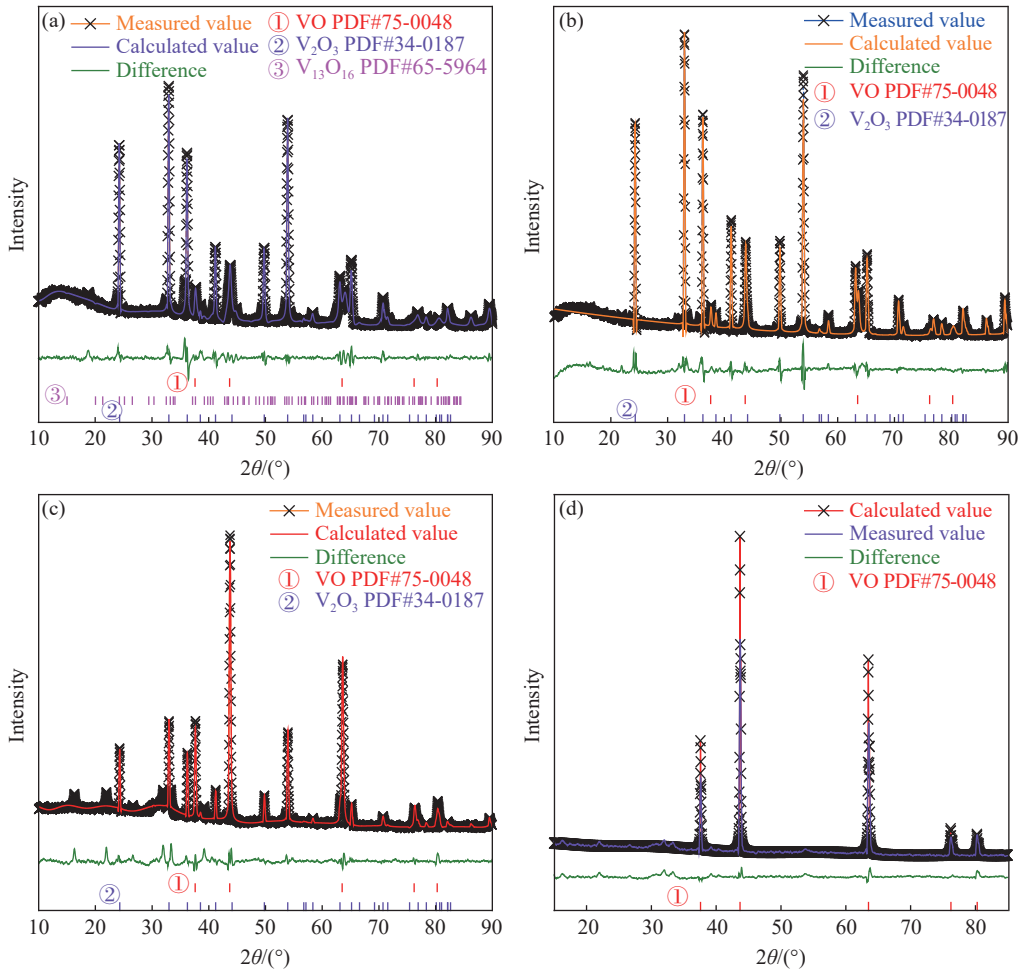 (a)
Measured value
Calculated value
Difference
① VO PDF#75-0048
② V₂O₃ PDF#34-0187
③ V₁₃O₁₆ PDF#65-5964
Intensity
①
③
②
10 20 30 40 50 60 70 80 90
2θ/(°)
(b)
Measured value
Calculated value
Difference
① VO PDF#75-0048
② V₂O₃ PDF#34-0187
Intensity
①
②
10 20 30 40 50 60 70 80 90
2θ/(°)
(c)
Measured value
Calculated value
Difference
① VO PDF#75-0048
② V₂O₃ PDF#34-0187
Intensity
①
②
10 20 30 40 50 60 70 80 90
2θ/(°)
(d)
Calculated value
Measured value
Difference
① VO PDF#75-0048
Intensity
①
20 30 40 50 60 70 80
2θ/(°)